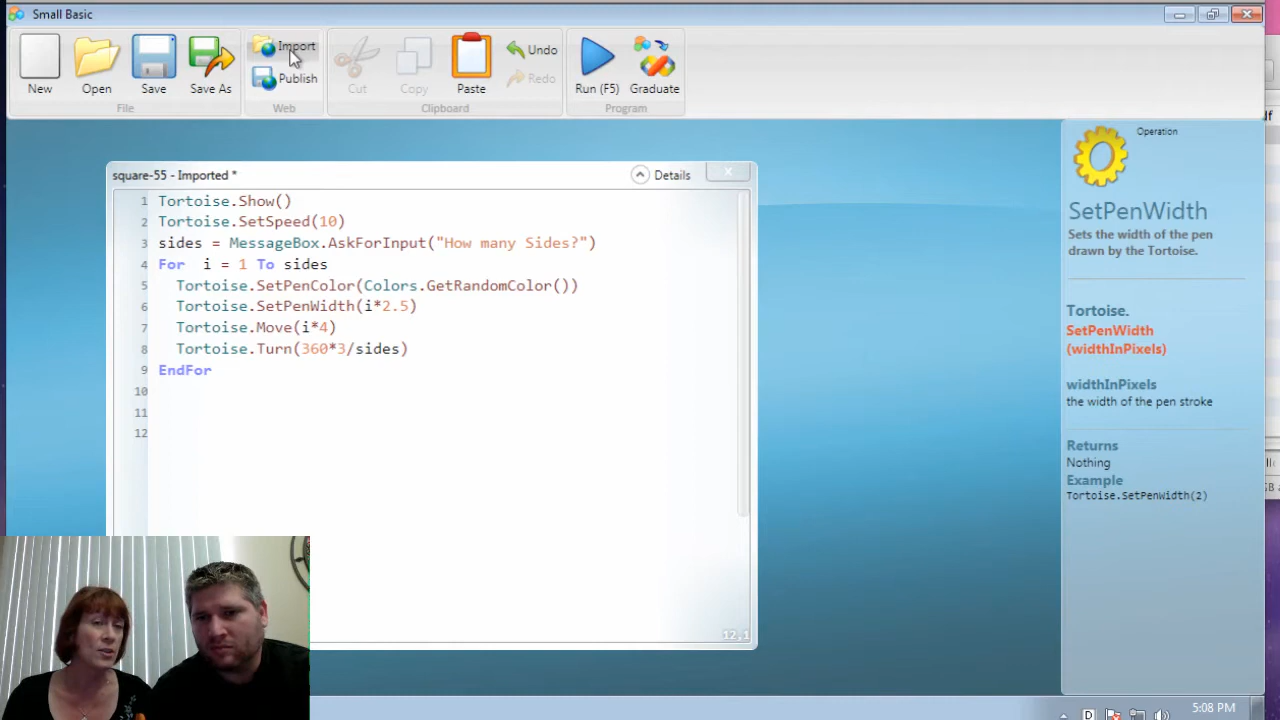 Small Basic
New
Open
Save
Save As
File
Import
Publish
Web
Cut
Copy
Paste
Undo
Redo
Clipboard
Run (F5)
Graduate
Program
square-55 - Imported *
Details
1 Tortoise.Show()
2 Tortoise.SetSpeed(10)
3 sides = MessageBox.AskForInput("How many Sides?")
4 For i = 1 To sides
5 Tortoise.SetPenColor(Colors.GetRandomColor())
6 Tortoise.SetPenWidth(i*2.5)
7 Tortoise.Move(i*4)
8 Tortoise.Turn(360*3/sides)
9 EndFor
10
11
12
12,1
Operation
SetPenWidth
Sets the width of the pen
drawn by the Tortoise.
Tortoise.
SetPenWidth
(widthInPixels)
widthInPixels
the width of the pen stroke
Returns
Nothing
Example
Tortoise.SetPenWidth(2)
D
5:08 PM